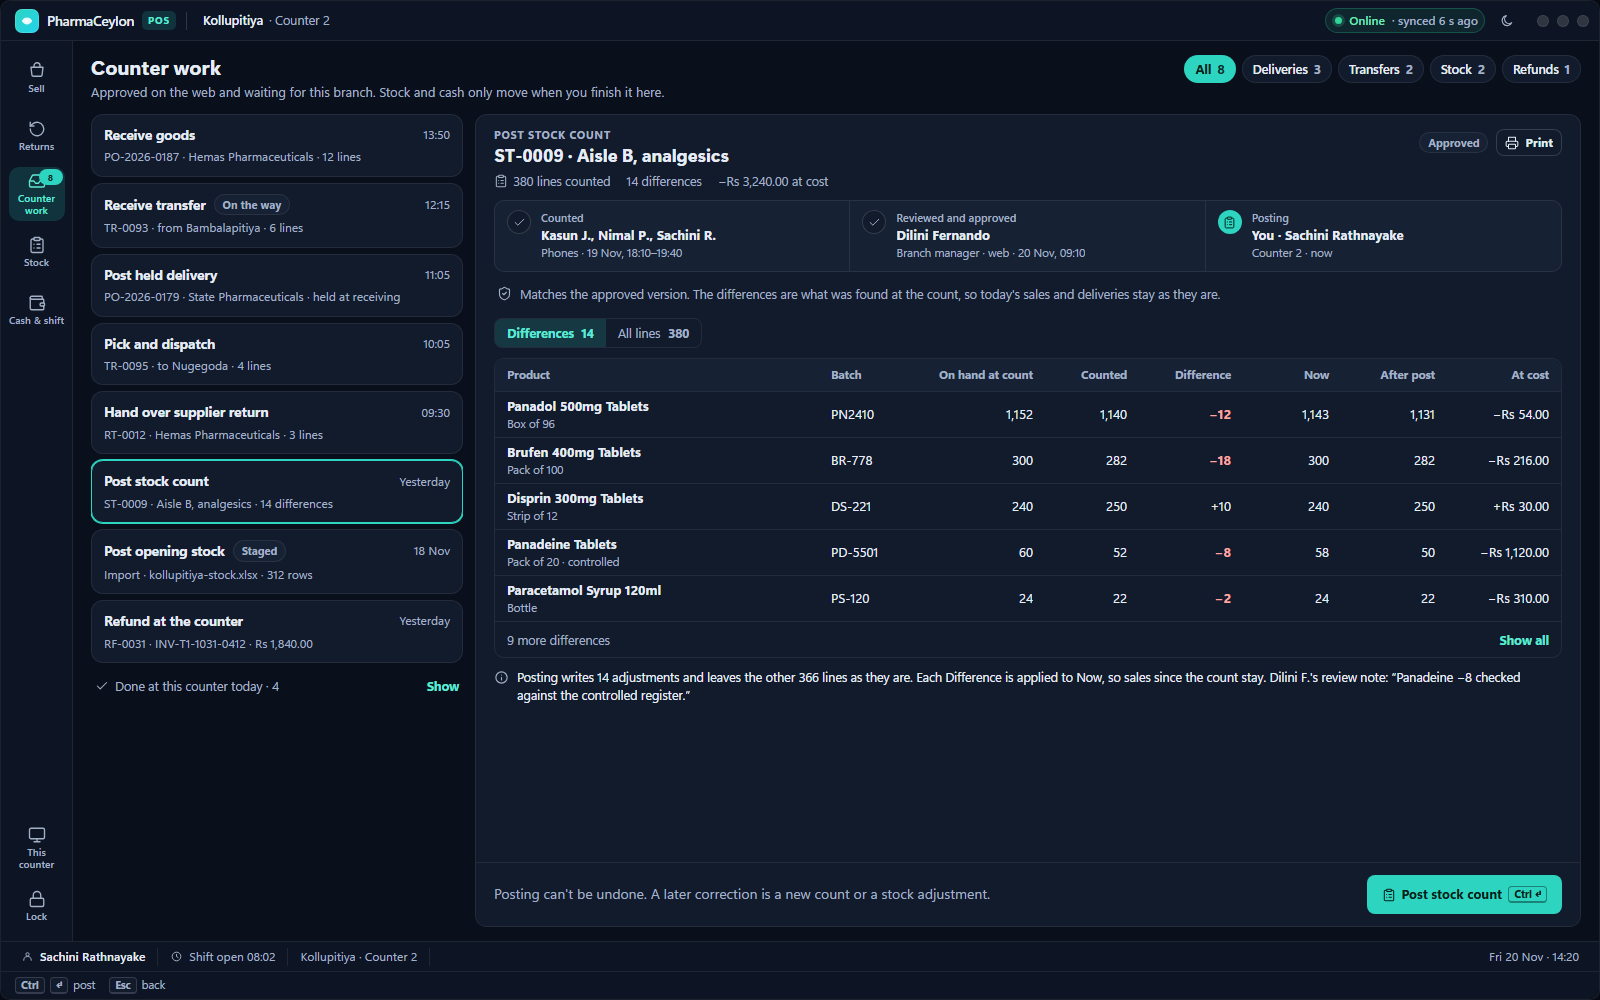 PharmaCeylon POS Kollupitiya · Counter 2
Online · synced 6 s ago
Sell
Returns
8
Counter work
Stock
Cash & shift
This counter
Lock
Counter work
Approved on the web and waiting for this branch. Stock and cash only move when you finish it here.
All 8 Deliveries 3 Transfers 2 Stock 2 Refunds 1
Receive goods 13:50
PO-2026-0187 · Hemas Pharmaceuticals · 12 lines
Receive transfer On the way 12:15
TR-0093 · from Bambalapitiya · 6 lines
Post held delivery 11:05
PO-2026-0179 · State Pharmaceuticals · held at receiving
Pick and dispatch 10:05
TR-0095 · to Nugegoda · 4 lines
Hand over supplier return 09:30
RT-0012 · Hemas Pharmaceuticals · 3 lines
Post stock count Yesterday
ST-0009 · Aisle B, analgesics · 14 differences
Post opening stock Staged 18 Nov
Import · kollupitiya-stock.xlsx · 312 rows
Refund at the counter Yesterday
RF-0031 · INV-T1-1031-0412 · Rs 1,840.00
Done at this counter today · 4 Show
POST STOCK COUNT
ST-0009 · Aisle B, analgesics
Approved Print
380 lines counted 14 differences −Rs 3,240.00 at cost
Counted
Kasun J., Nimal P., Sachini R.
Phones · 19 Nov, 18:10–19:40
Reviewed and approved
Dilini Fernando
Branch manager · web · 20 Nov, 09:10
Posting
You · Sachini Rathnayake
Counter 2 · now
Matches the approved version. The differences are what was found at the count, so today's sales and deliveries stay as they are.
Differences 14 All lines 380
Product Batch On hand at count Counted Difference Now After post At cost
Panadol 500mg Tablets
Box of 96
PN2410 1,152 1,140 −12 1,143 1,131 −Rs 54.00
Brufen 400mg Tablets
Pack of 100
BR-778 300 282 −18 300 282 −Rs 216.00
Disprin 300mg Tablets
Strip of 12
DS-221 240 250 +10 240 250 +Rs 30.00
Panadeine Tablets
Pack of 20 · controlled
PD-5501 60 52 −8 58 50 −Rs 1,120.00
Paracetamol Syrup 120ml
Bottle
PS-120 24 22 −2 24 22 −Rs 310.00
9 more differences Show all
Posting writes 14 adjustments and leaves the other 366 lines as they are. Each Difference is applied to Now, so sales since the count stay. Dilini F.'s review note: “Panadeine −8 checked
against the controlled register.”
Posting can't be undone. A later correction is a new count or a stock adjustment.
Post stock count Ctrl ↵
Sachini Rathnayake Shift open 08:02 Kollupitiya · Counter 2 Fri 20 Nov · 14:20
Ctrl ↵ post Esc back